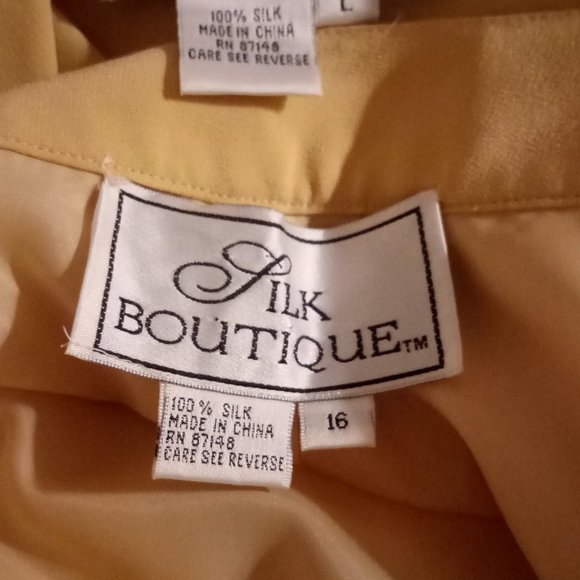 100% SILK
MADE IN CHINA
RN 87148
CARE SEE REVERSE
L
SILK
BOUTIQUE™
100% SILK
MADE IN CHINA
RN 87148
CARE SEE REVERSE
16